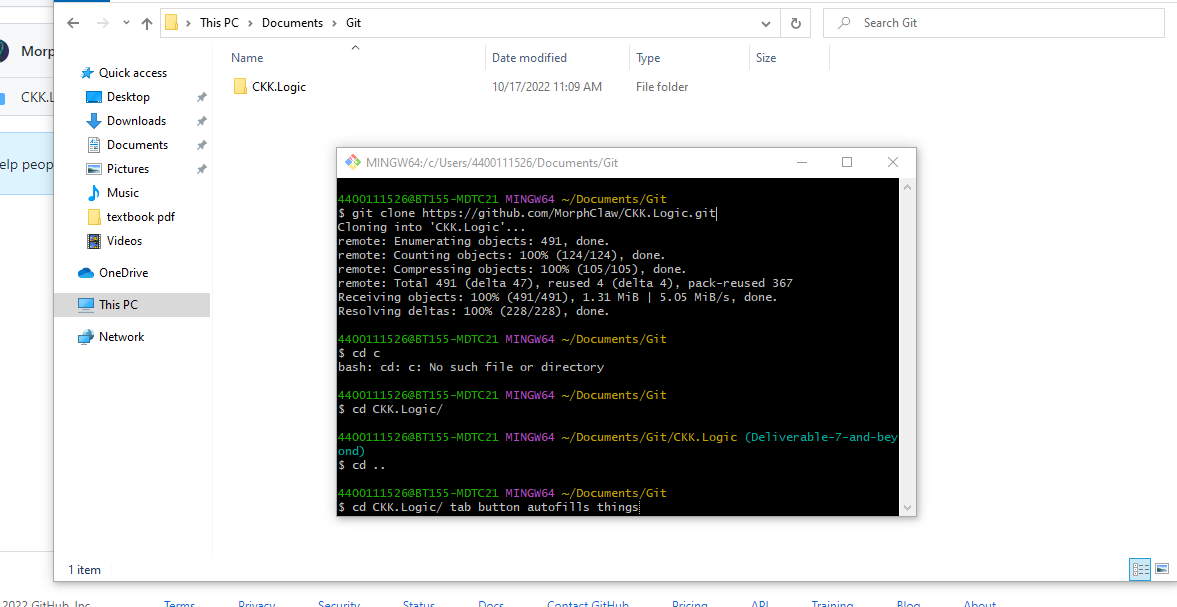 This PC > Documents > Git
Search Git
Morp
CKK.L
elp peop
Name
Date modified
Type
Size
CKK.Logic
10/17/2022 11:09 AM
File folder
Quick access
Desktop
Downloads
Documents
Pictures
Music
textbook pdf
Videos
OneDrive
This PC
Network
MINGW64:/c/Users/4400111526/Documents/Git
4400111526@BT155-MDTC21 MINGW64 ~/Documents/Git
$ git clone https://github.com/MorphClaw/CKK.Logic.git
Cloning into 'CKK.Logic'...
remote: Enumerating objects: 491, done.
remote: Counting objects: 100% (124/124), done.
remote: Compressing objects: 100% (105/105), done.
remote: Total 491 (delta 47), reused 4 (delta 4), pack-reused 367
Receiving objects: 100% (491/491), 1.31 MiB | 5.05 MiB/s, done.
Resolving deltas: 100% (228/228), done.
4400111526@BT155-MDTC21 MINGW64 ~/Documents/Git
$ cd c
bash: cd: c: No such file or directory
4400111526@BT155-MDTC21 MINGW64 ~/Documents/Git
$ cd CKK.Logic/
4400111526@BT155-MDTC21 MINGW64 ~/Documents/Git/CKK.Logic (Deliverable-7-and-bey
ond)
$ cd ..
4400111526@BT155-MDTC21 MINGW64 ~/Documents/Git
$ cd CKK.Logic/ tab button autofills things
1 item
2022 GitHub, Inc.
Terms
Privacy
Security
Status
Docs
Contact GitHub
Pricing
API
Training
Blog
About